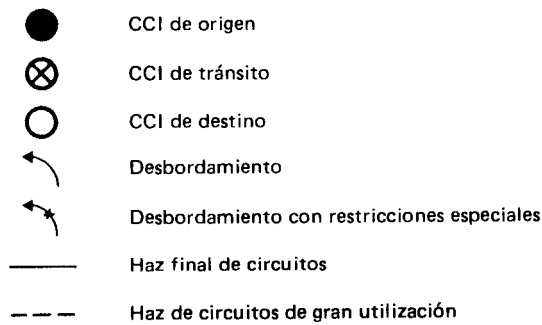 CCI de origen
CCI de tránsito
CCI de destino
Desbordamiento
Desbordamiento con restricciones especiales
Haz final de circuitos
Haz de circuitos de gran utilización